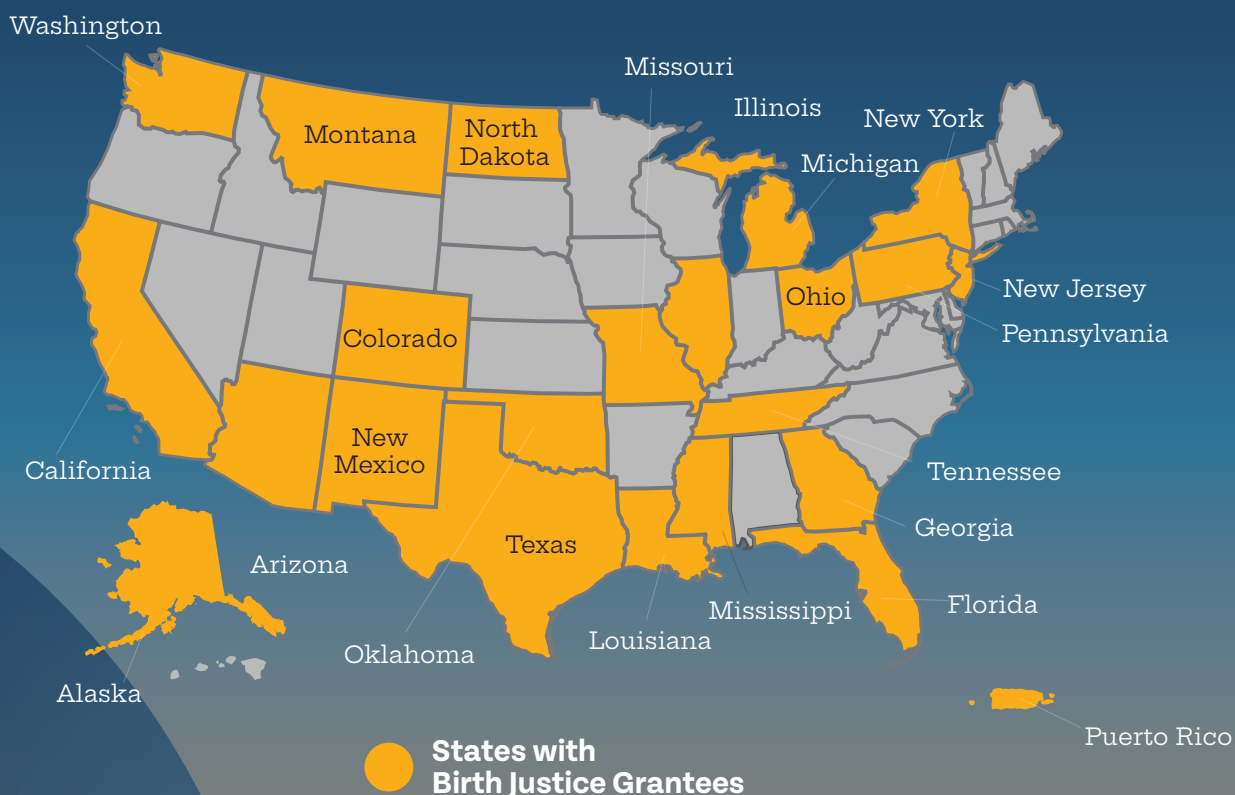 Washington
Missouri
Illinois
New York
Montana
North
Dakota
Michigan
New Jersey
Ohio
Pennsylvania
Colorado
New
Mexico
California
Tennessee
Georgia
Texas
Arizona
Florida
Mississippi
Louisiana
Oklahoma
Alaska
Puerto Rico
States with
Birth Justice Grantees